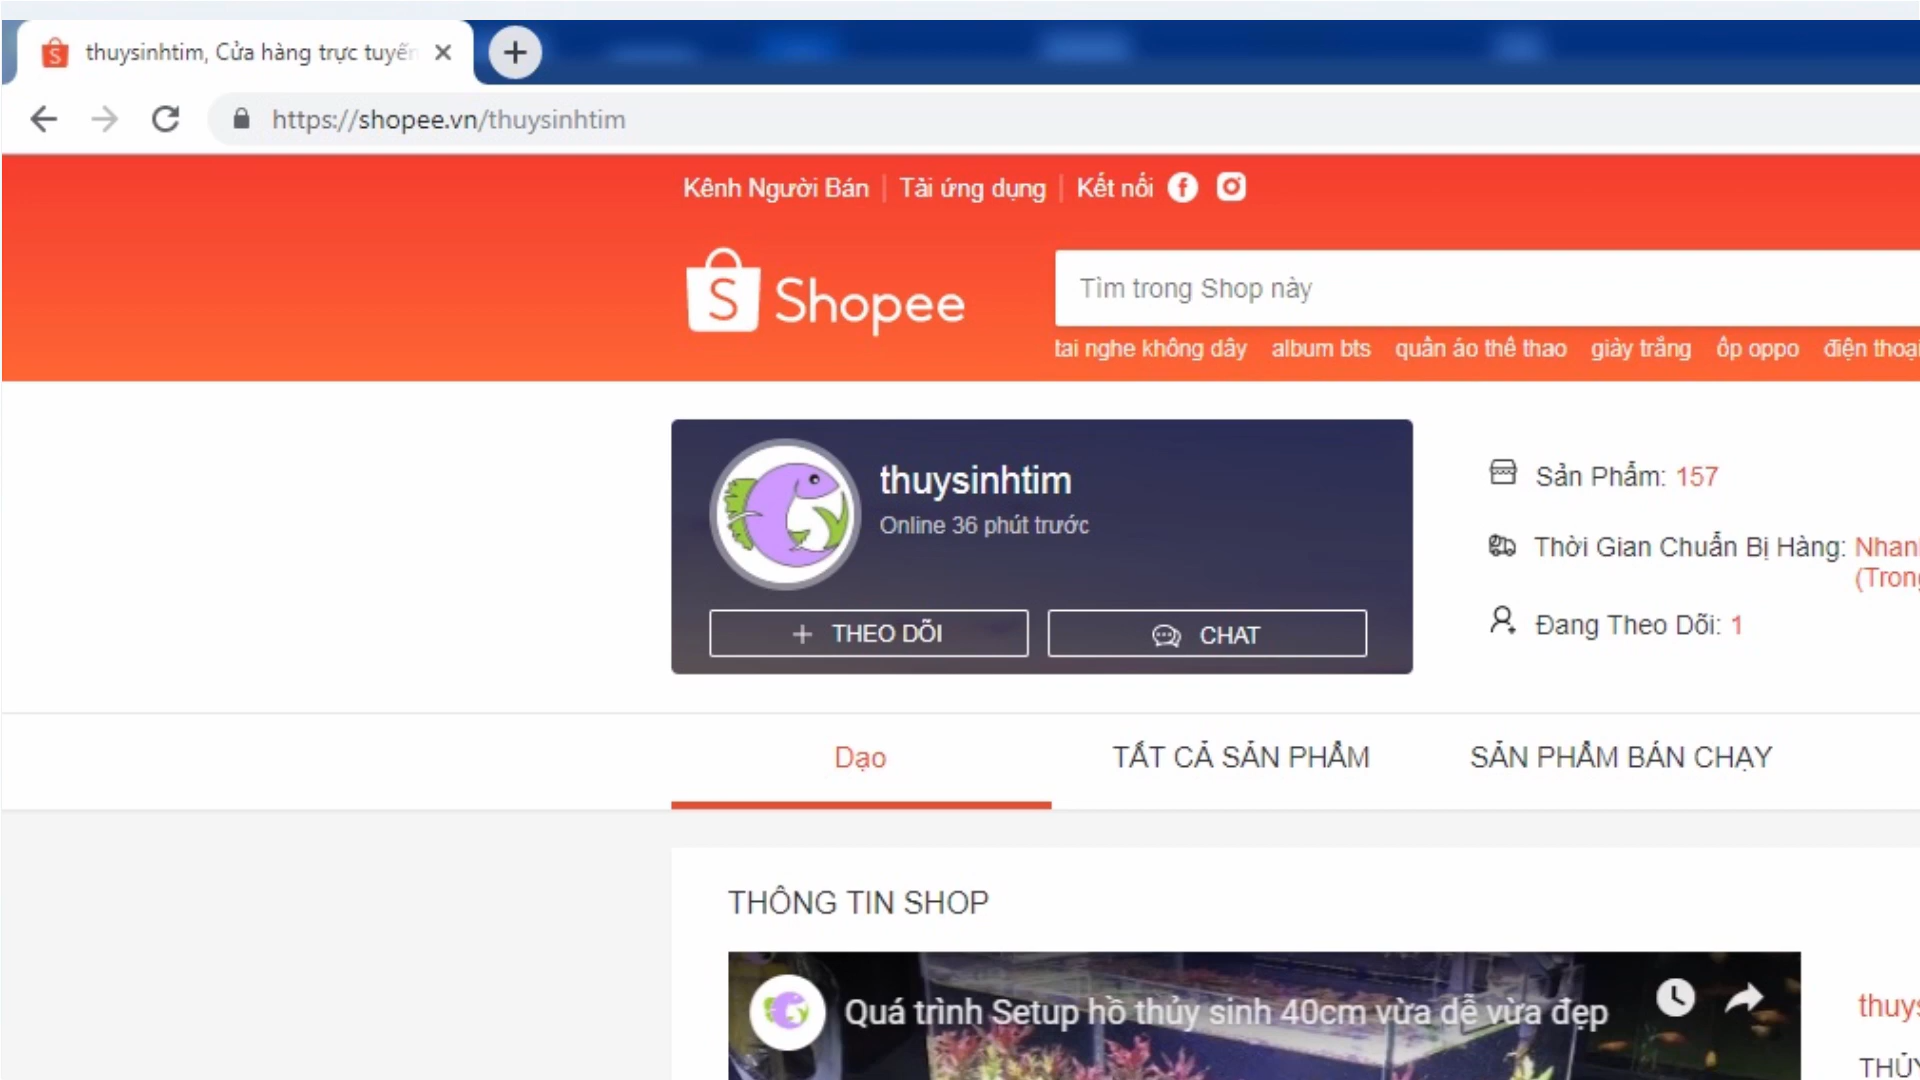 thuysinhtim, Cửa hàng trực tuyến
https://shopee.vn/thuysinhtim
Kênh Người Bán | Tải ứng dụng | Kết nối
Shopee
Tìm trong Shop này
tai nghe không dây album bts quần áo thể thao giày trắng ốp oppo điện thoại
thuysinhtim
Online 36 phút trước
+ THEO DÕI
CHAT
Sản Phẩm: 157
Thời Gian Chuẩn Bị Hàng:
Đang Theo Dõi: 1
Dạo TẤT CẢ SẢN PHẨM SẢN PHẨM BÁN CHẠY
THÔNG TIN SHOP
Quá trình Setup hồ thủy sinh 40cm vừa dễ vừa đẹp